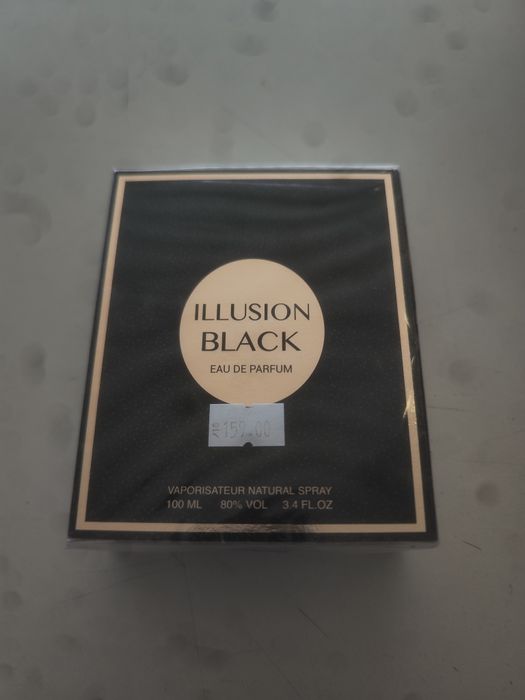 ILLUSION
BLACK
EAU DE PARFUM
159.00
VAPORISATEUR NATURAL SPRAY
100 ML 80% VOL 3.4 FL.OZ